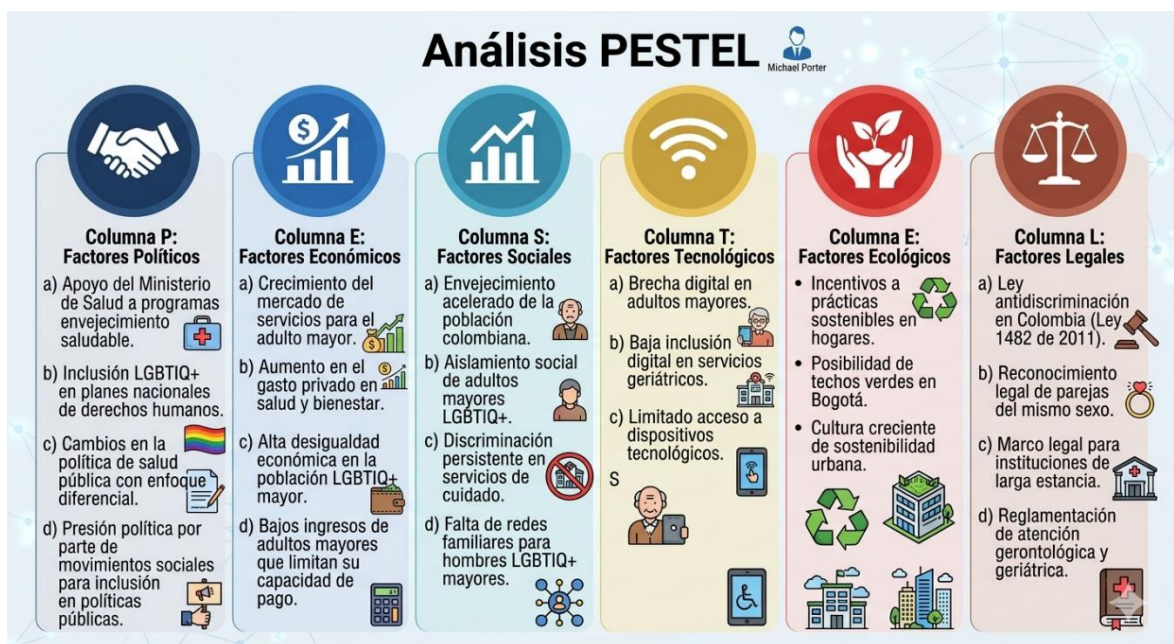 Análisis PESTEL
Michael Porter
Columna P:
Factores Políticos
a) Apoyo del Ministerio
de Salud a programas
envejecimiento
saludable.
b) Inclusión LGBTIQ+
en planes nacionales
de derechos humanos.
c) Cambios en la
política de salud
pública con enfoque
diferencial.
d) Presión política por
parte de
movimientos sociales
para inclusión
en políticas
públicas.
Columna E:
Factores Económicos
a) Crecimiento del
mercado de
servicios para el
adulto mayor.
b) Aumento en el
gasto privado en
salud y bienestar.
c) Alta desigualdad
económica en la
población LGBTIQ+
mayor.
d) Bajos ingresos de
adultos mayores
que limitan su
capacidad de
pago.
Columna S:
Factores Sociales
a) Envejecimiento
acelerado de la
población
colombiana.
b) Aislamiento social
de adultos
mayores
LGBTIQ+.
c) Discriminación
persistente en
servicios de
cuidado.
d) Falta de redes
familiares para
hombres LGBTIQ+
mayores.
Columna T:
Factores Tecnológicos
a) Brecha digital en
adultos mayores.
b) Baja inclusión
digital en servicios
geriátricos.
c) Limitado acceso a
dispositivos
tecnológicos.
S
Columna E:
Factores Ecológicos
• Incentivos a
prácticas
sostenibles en
hogares.
• Posibilidad de
techos verdes en
Bogotá.
• Cultura creciente
de sostenibilidad
urbana.
Columna L:
Factores Legales
a) Ley
antidiscriminación
en Colombia (Ley
1482 de 2011).
b) Reconocimiento
legal de parejas
del mismo sexo.
c) Marco legal para
instituciones de
larga estancia.
d) Reglamentación
de atención
gerontológica y
geriátrica.